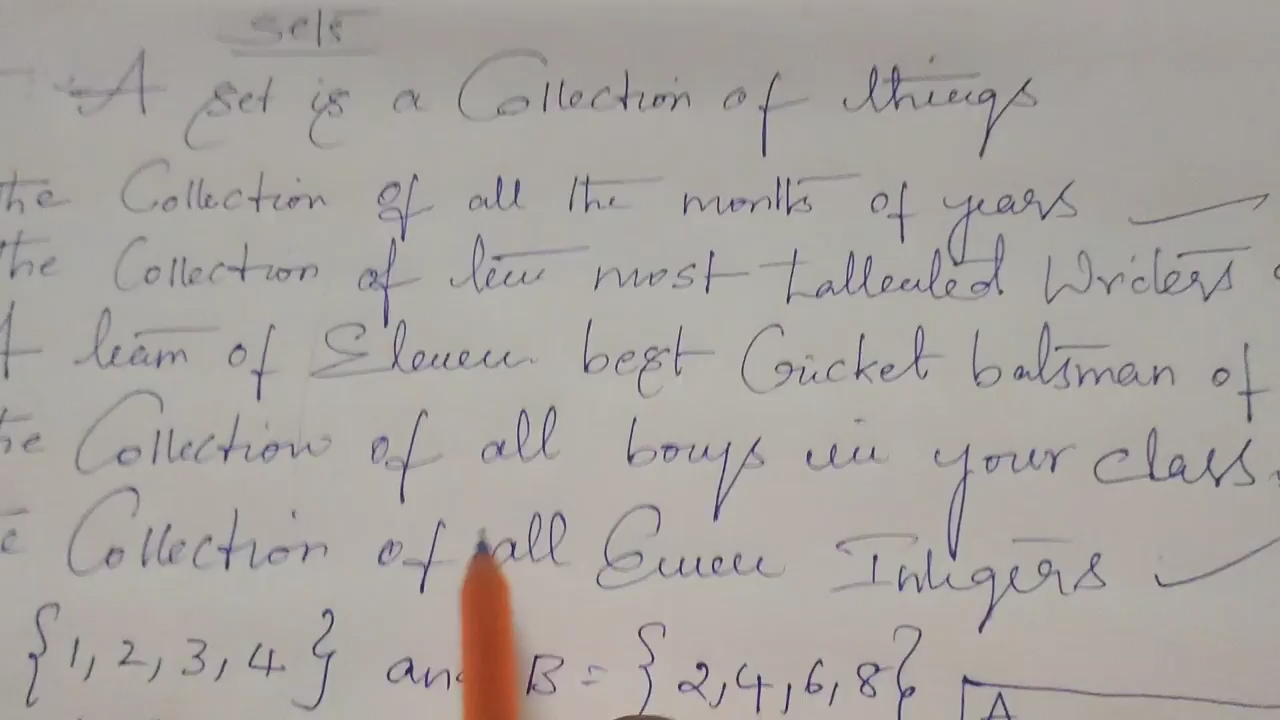 Sets
A set is a Collection of things
The Collection of all the months of years
The Collection of ten most tallented Writers
A team of Eleven best Cricket batsman of
The Collection of all boys in your class.
Collection of all Even Integers
{1, 2, 3, 4} and B = {2, 4, 6, 8}
A